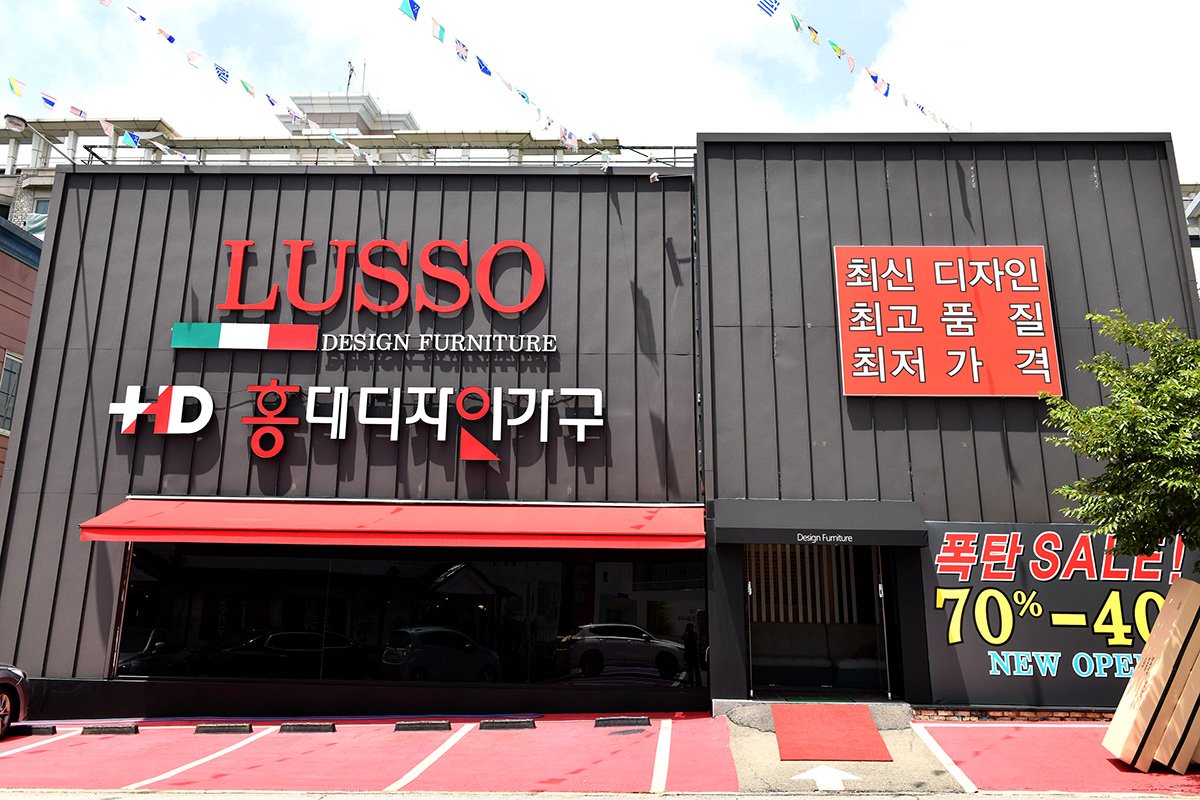 LUSSO
DESIGN FURNITURE
HD 홍대디자인가구
최신 디자인
최고 품 질
최저 가 격
Design Furniture
폭탄 SALE!
70%-40
NEW OPE